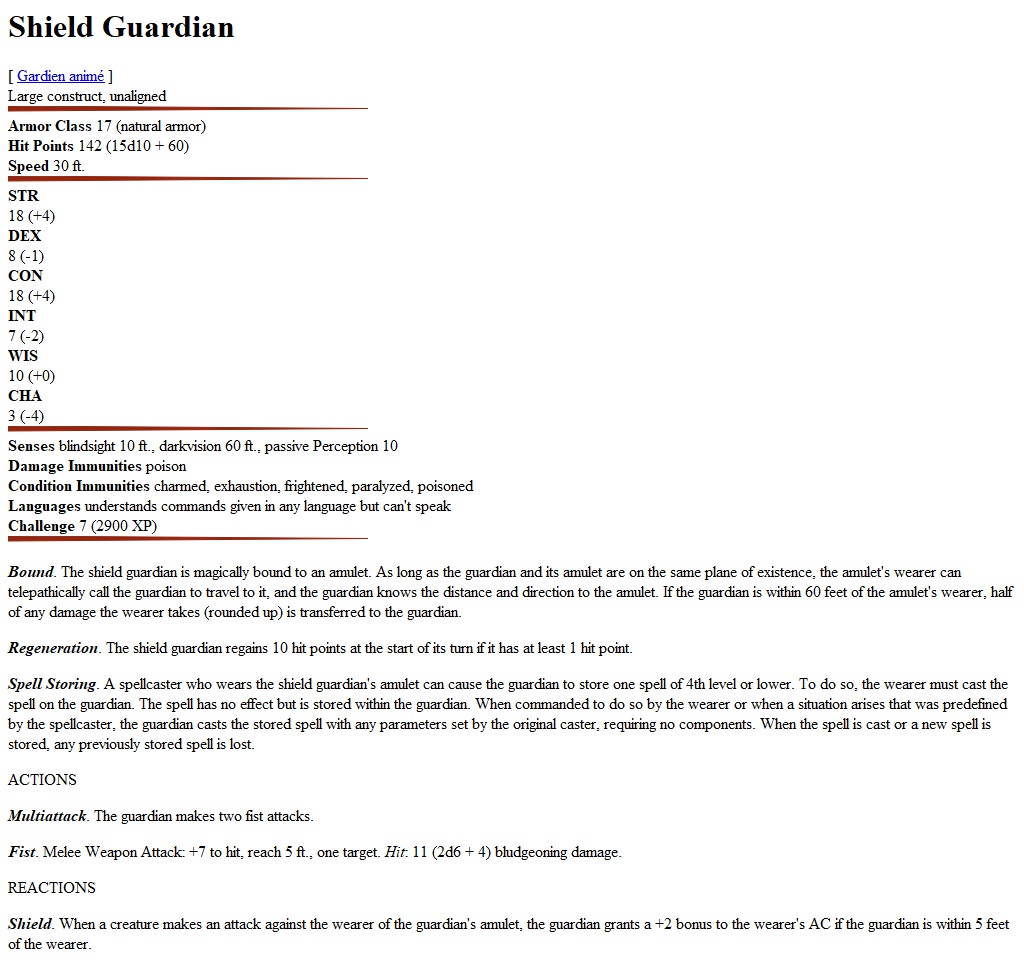 Shield Guardian
[ Gardien animé ]
Large construct, unaligned
Armor Class 17 (natural armor)
Hit Points 142 (15d10 + 60)
Speed 30 ft.
STR
18 (+4)
DEX
8 (-1)
CON
18 (+4)
INT
7 (-2)
WIS
10 (+0)
CHA
3 (-4)
Senses blindsight 10 ft., darkvision 60 ft., passive Perception 10
Damage Immunities poison
Condition Immunities charmed, exhaustion, frightened, paralyzed, poisoned
Languages understands commands given in any language but can't speak
Challenge 7 (2900 XP)
Bound. The shield guardian is magically bound to an amulet. As long as the guardian and its amulet are on the same plane of existence, the amulet's wearer can
telepathically call the guardian to travel to it, and the guardian knows the distance and direction to the amulet. If the guardian is within 60 feet of the amulet's wearer, half
of any damage the wearer takes (rounded up) is transferred to the guardian.
Regeneration. The shield guardian regains 10 hit points at the start of its turn if it has at least 1 hit point.
Spell Storing. A spellcaster who wears the shield guardian's amulet can cause the guardian to store one spell of 4th level or lower. To do so, the wearer must cast the
spell on the guardian. The spell has no effect but is stored within the guardian. When commanded to do so by the wearer or when a situation arises that was predefined
by the spellcaster, the guardian casts the stored spell with any parameters set by the original caster, requiring no components. When the spell is cast or a new spell is
stored, any previously stored spell is lost.
ACTIONS
Multiattack. The guardian makes two fist attacks.
Fist. Melee Weapon Attack: +7 to hit, reach 5 ft., one target. Hit: 11 (2d6 + 4) bludgeoning damage.
REACTIONS
Shield. When a creature makes an attack against the wearer of the guardian's amulet, the guardian grants a +2 bonus to the wearer's AC if the guardian is within 5 feet
of the wearer.